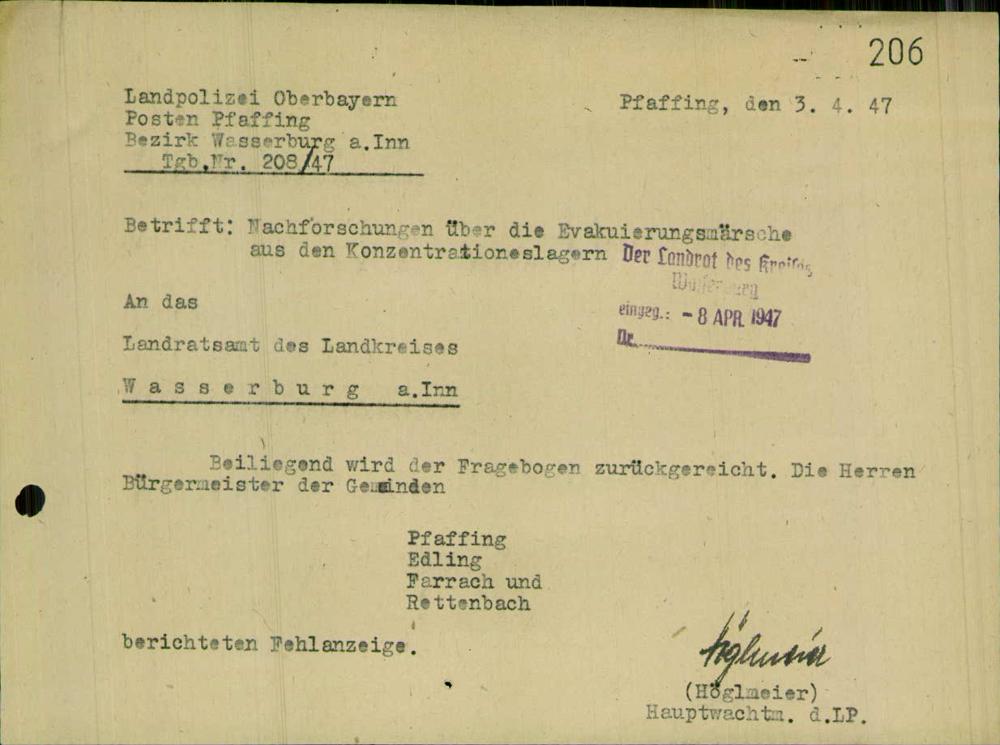 206
Landpolizei Oberbayern
Posten Pfaffing
Bezirk Wasserburg a.Inn
Tgb.Nr. 208/47
Pfaffing, den 3. 4. 47
Betrifft: Nachforschungen über die Evakuierungsmärsche
aus den Konzentrationeslagern
Der Landrat des Kreises
Wasserburg
eingeg.: - 8 APR. 1947
Nr.
An das
Landratsamt des Landkreises
W a s s e r b u r g a.Inn
Beiliegend wird der Fragebogen zurückgereicht. Die Herren
Bürgermeister der Gemeinden
Pfaffing
Edling
Farrach und
Rettenbach
berichteten Fehlanzeige.
Höglmeier
(Höglmeier)
Hauptwachtm. d.LP.